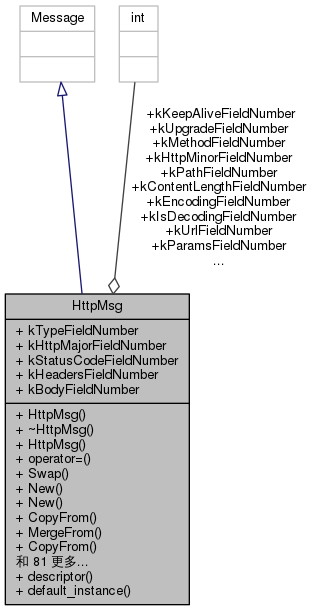 Message
int
+kKeepAliveFieldNumber
+kUpgradeFieldNumber
+kMethodFieldNumber
+kHttpMinorFieldNumber
+kPathFieldNumber
+kContentLengthFieldNumber
+kEncodingFieldNumber
+kIsDecodingFieldNumber
+kUrlFieldNumber
+kParamsFieldNumber
...
HttpMsg
+ kTypeFieldNumber
+ kHttpMajorFieldNumber
+ kStatusCodeFieldNumber
+ kHeadersFieldNumber
+ kBodyFieldNumber
+ HttpMsg()
+ ~HttpMsg()
+ HttpMsg()
+ operator=()
+ Swap()
+ New()
+ New()
+ CopyFrom()
+ MergeFrom()
+ CopyFrom()
和 81 更多...
+ descriptor()
+ default_instance()